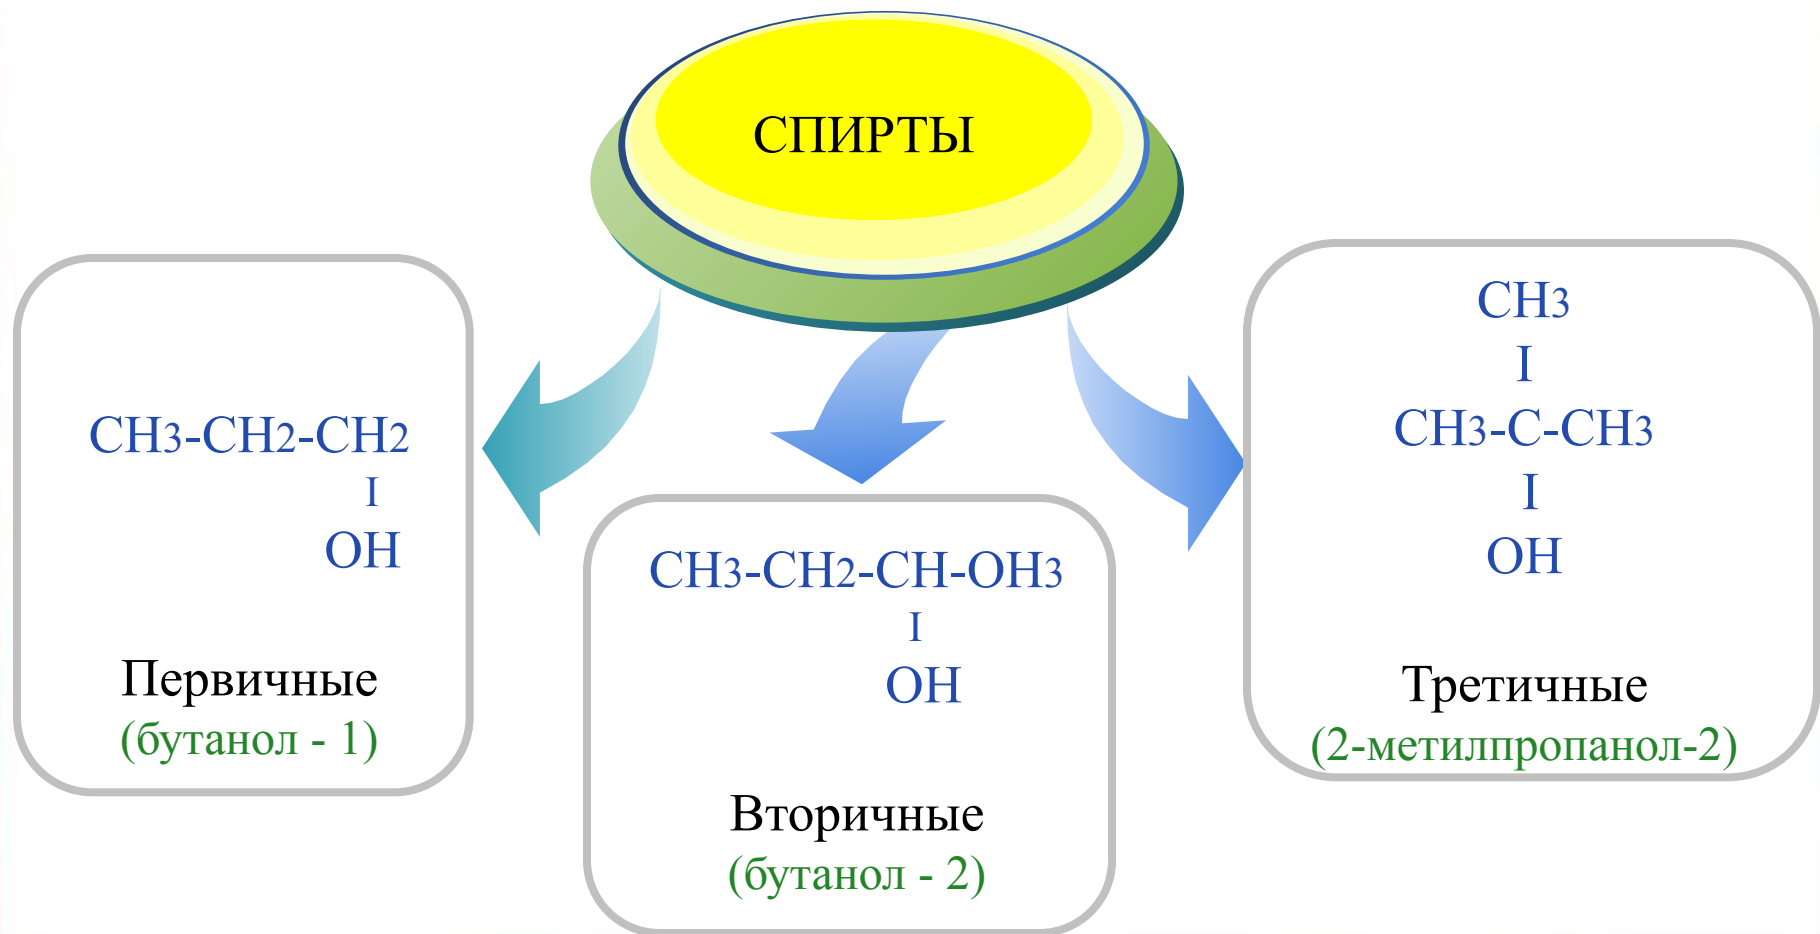 СПИРТЫ
CH3-CH2-CH2
I
OH
Первичные
(бутанол - 1)
CH3-CH2-CH-OH3
I
OH
Вторичные
(бутанол - 2)
CH3
I
CH3-C-CH3
I
OH
Третичные
(2-метилпропанол-2)